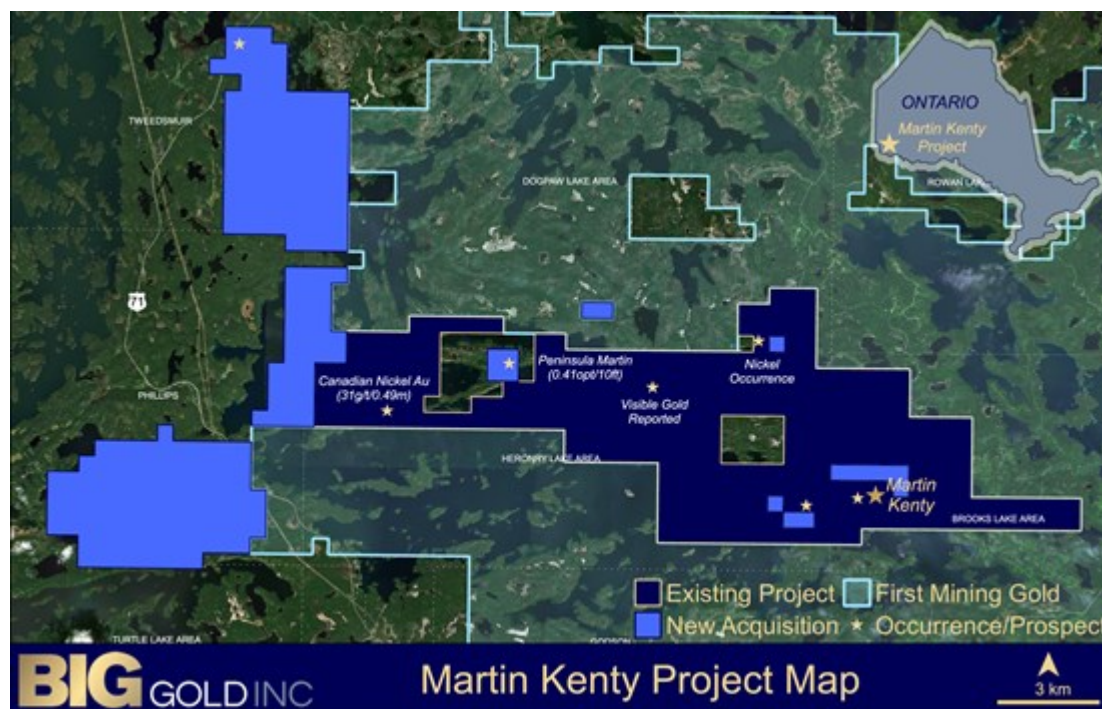 TWEEDSMUIR
ONTARIO
Martin Kenty
Project
DOGPAW LAKE AREA
ROWAN LAKE
71
Peninsula Martin
(0.41opt/10ft)
Canadian Nickel Au
(31g/t/0.49m)
Nickel
Occurrence
PHILLIPS
Visible Gold
Reported
HERONRY LAKE AREA
Martin
Kenty
BROOKS LAKE AREA
Existing Project
First Mining Gold
New Acquisition
Occurrence/Prospect
TURTLE LAKE AREA
BIG GOLD INC
Martin Kenty Project Map
3 km